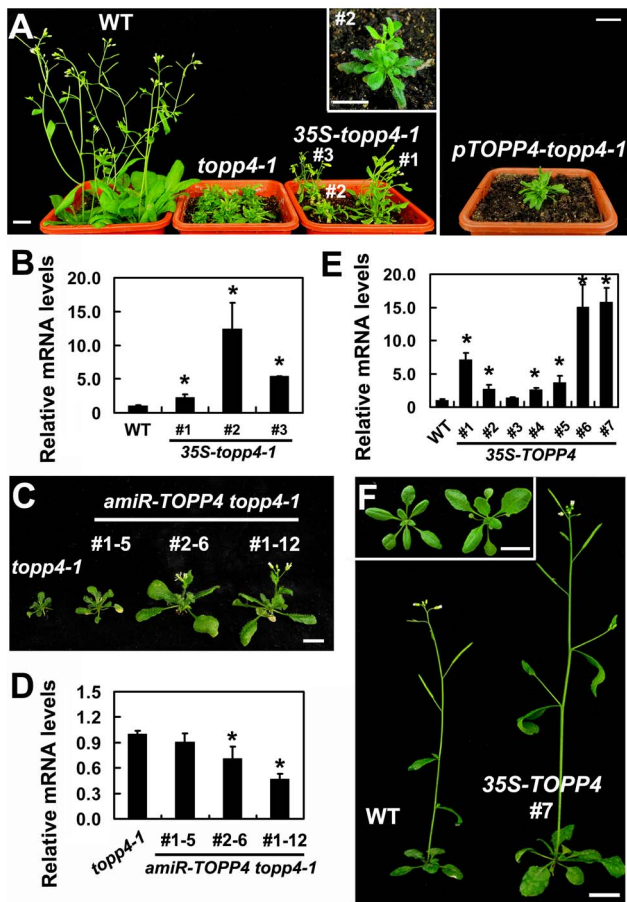 A
WT
topp4-1
35S-topp4-1
#3
#2
#1
#2
pTOPP4-topp4-1
B
Relative mRNA levels
20.0
15.0
10.0
5.0
0
*
*
*
WT
#1
#2
#3
35S-topp4-1
E
Relative mRNA levels
20.0
15.0
10.0
5.0
0.0
*
*
*
*
*
*
WT
#1
#2
#3
#4
#5
#6
#7
35S-TOPP4
C
amiR-TOPP4 topp4-1
#1-5
#2-6
#1-12
topp4-1
D
Relative mRNA levels
1.5
1.2
0.9
0.6
0.3
0.0
*
*
topp4-1
#1-5
#2-6
#1-12
amiR-TOPP4 topp4-1
F
WT
35S-TOPP4
#7